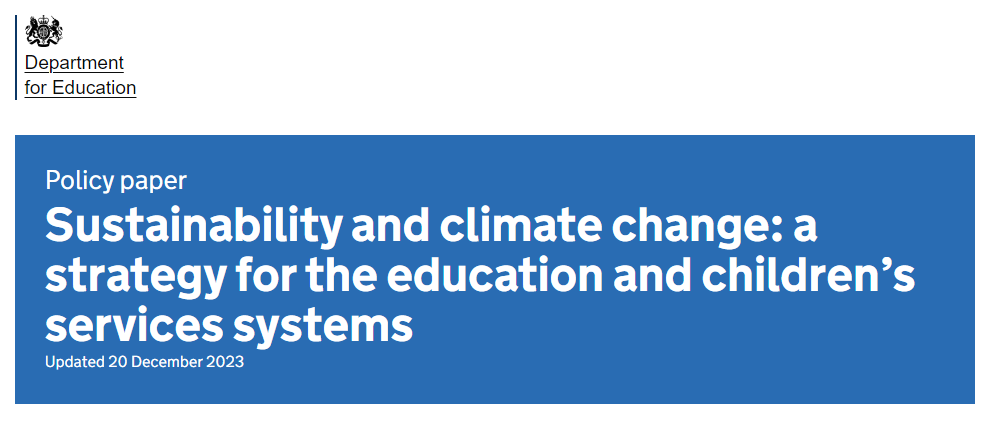 Department
for Education
Policy paper
Sustainability and climate change: a
strategy for the education and children’s
services systems
Updated 20 December 2023